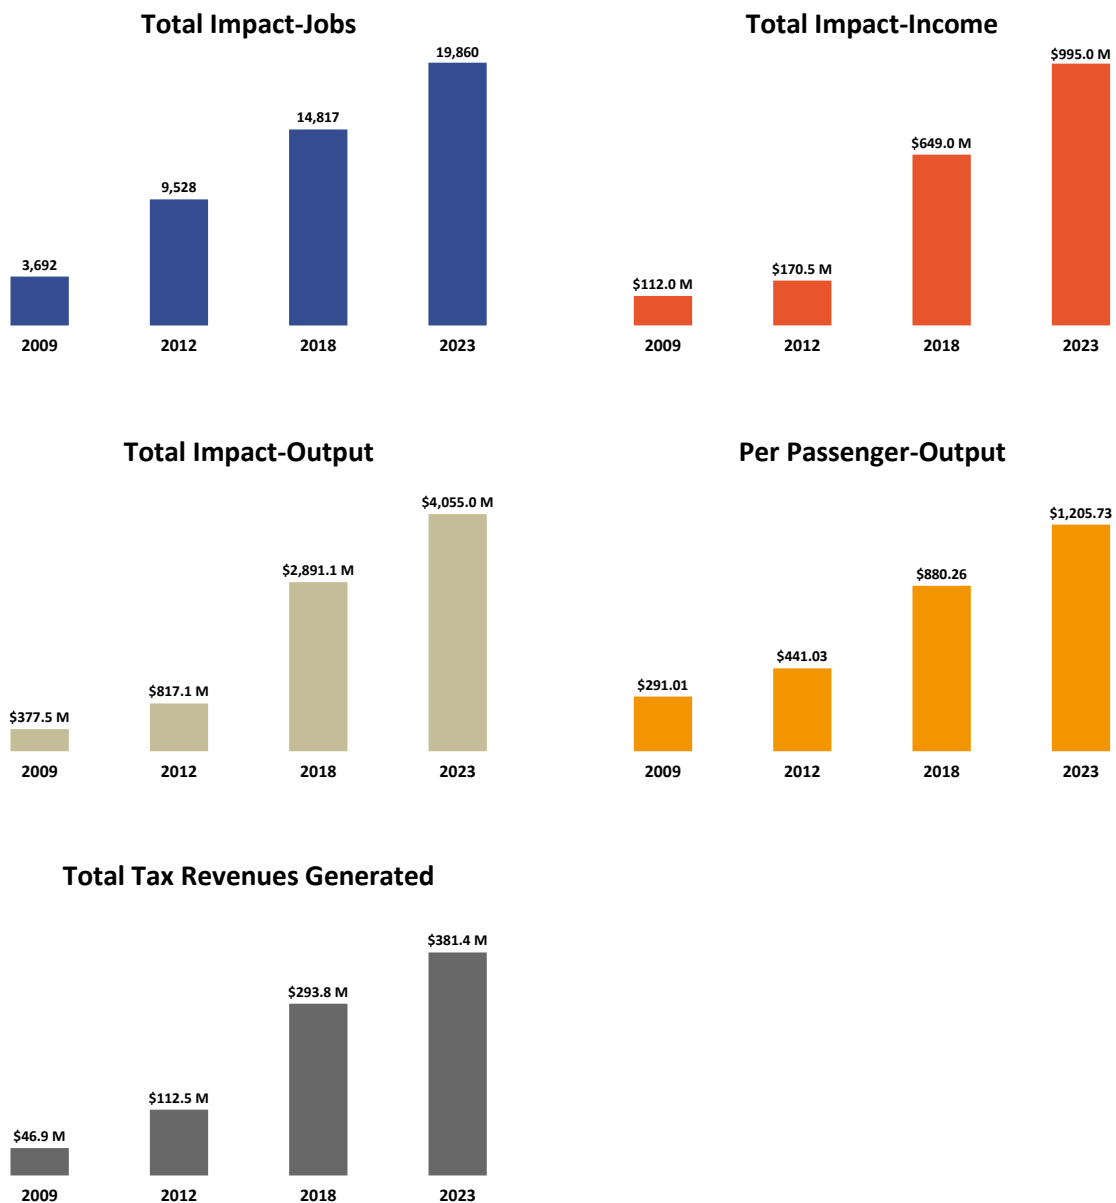 Total Impact-Jobs
19,860
14,817
9,528
3,692
2009 2012 2018 2023
Total Impact-Income
$995.0 M
$649.0 M
$170.5 M
$112.0 M
2009 2012 2018 2023
Total Impact-Output
$4,055.0 M
$2,891.1 M
$817.1 M
$377.5 M
2009 2012 2018 2023
Per Passenger-Output
$1,205.73
$880.26
$441.03
$291.01
2009 2012 2018 2023
Total Tax Revenues Generated
$381.4 M
$293.8 M
$112.5 M
$46.9 M
2009 2012 2018 2023